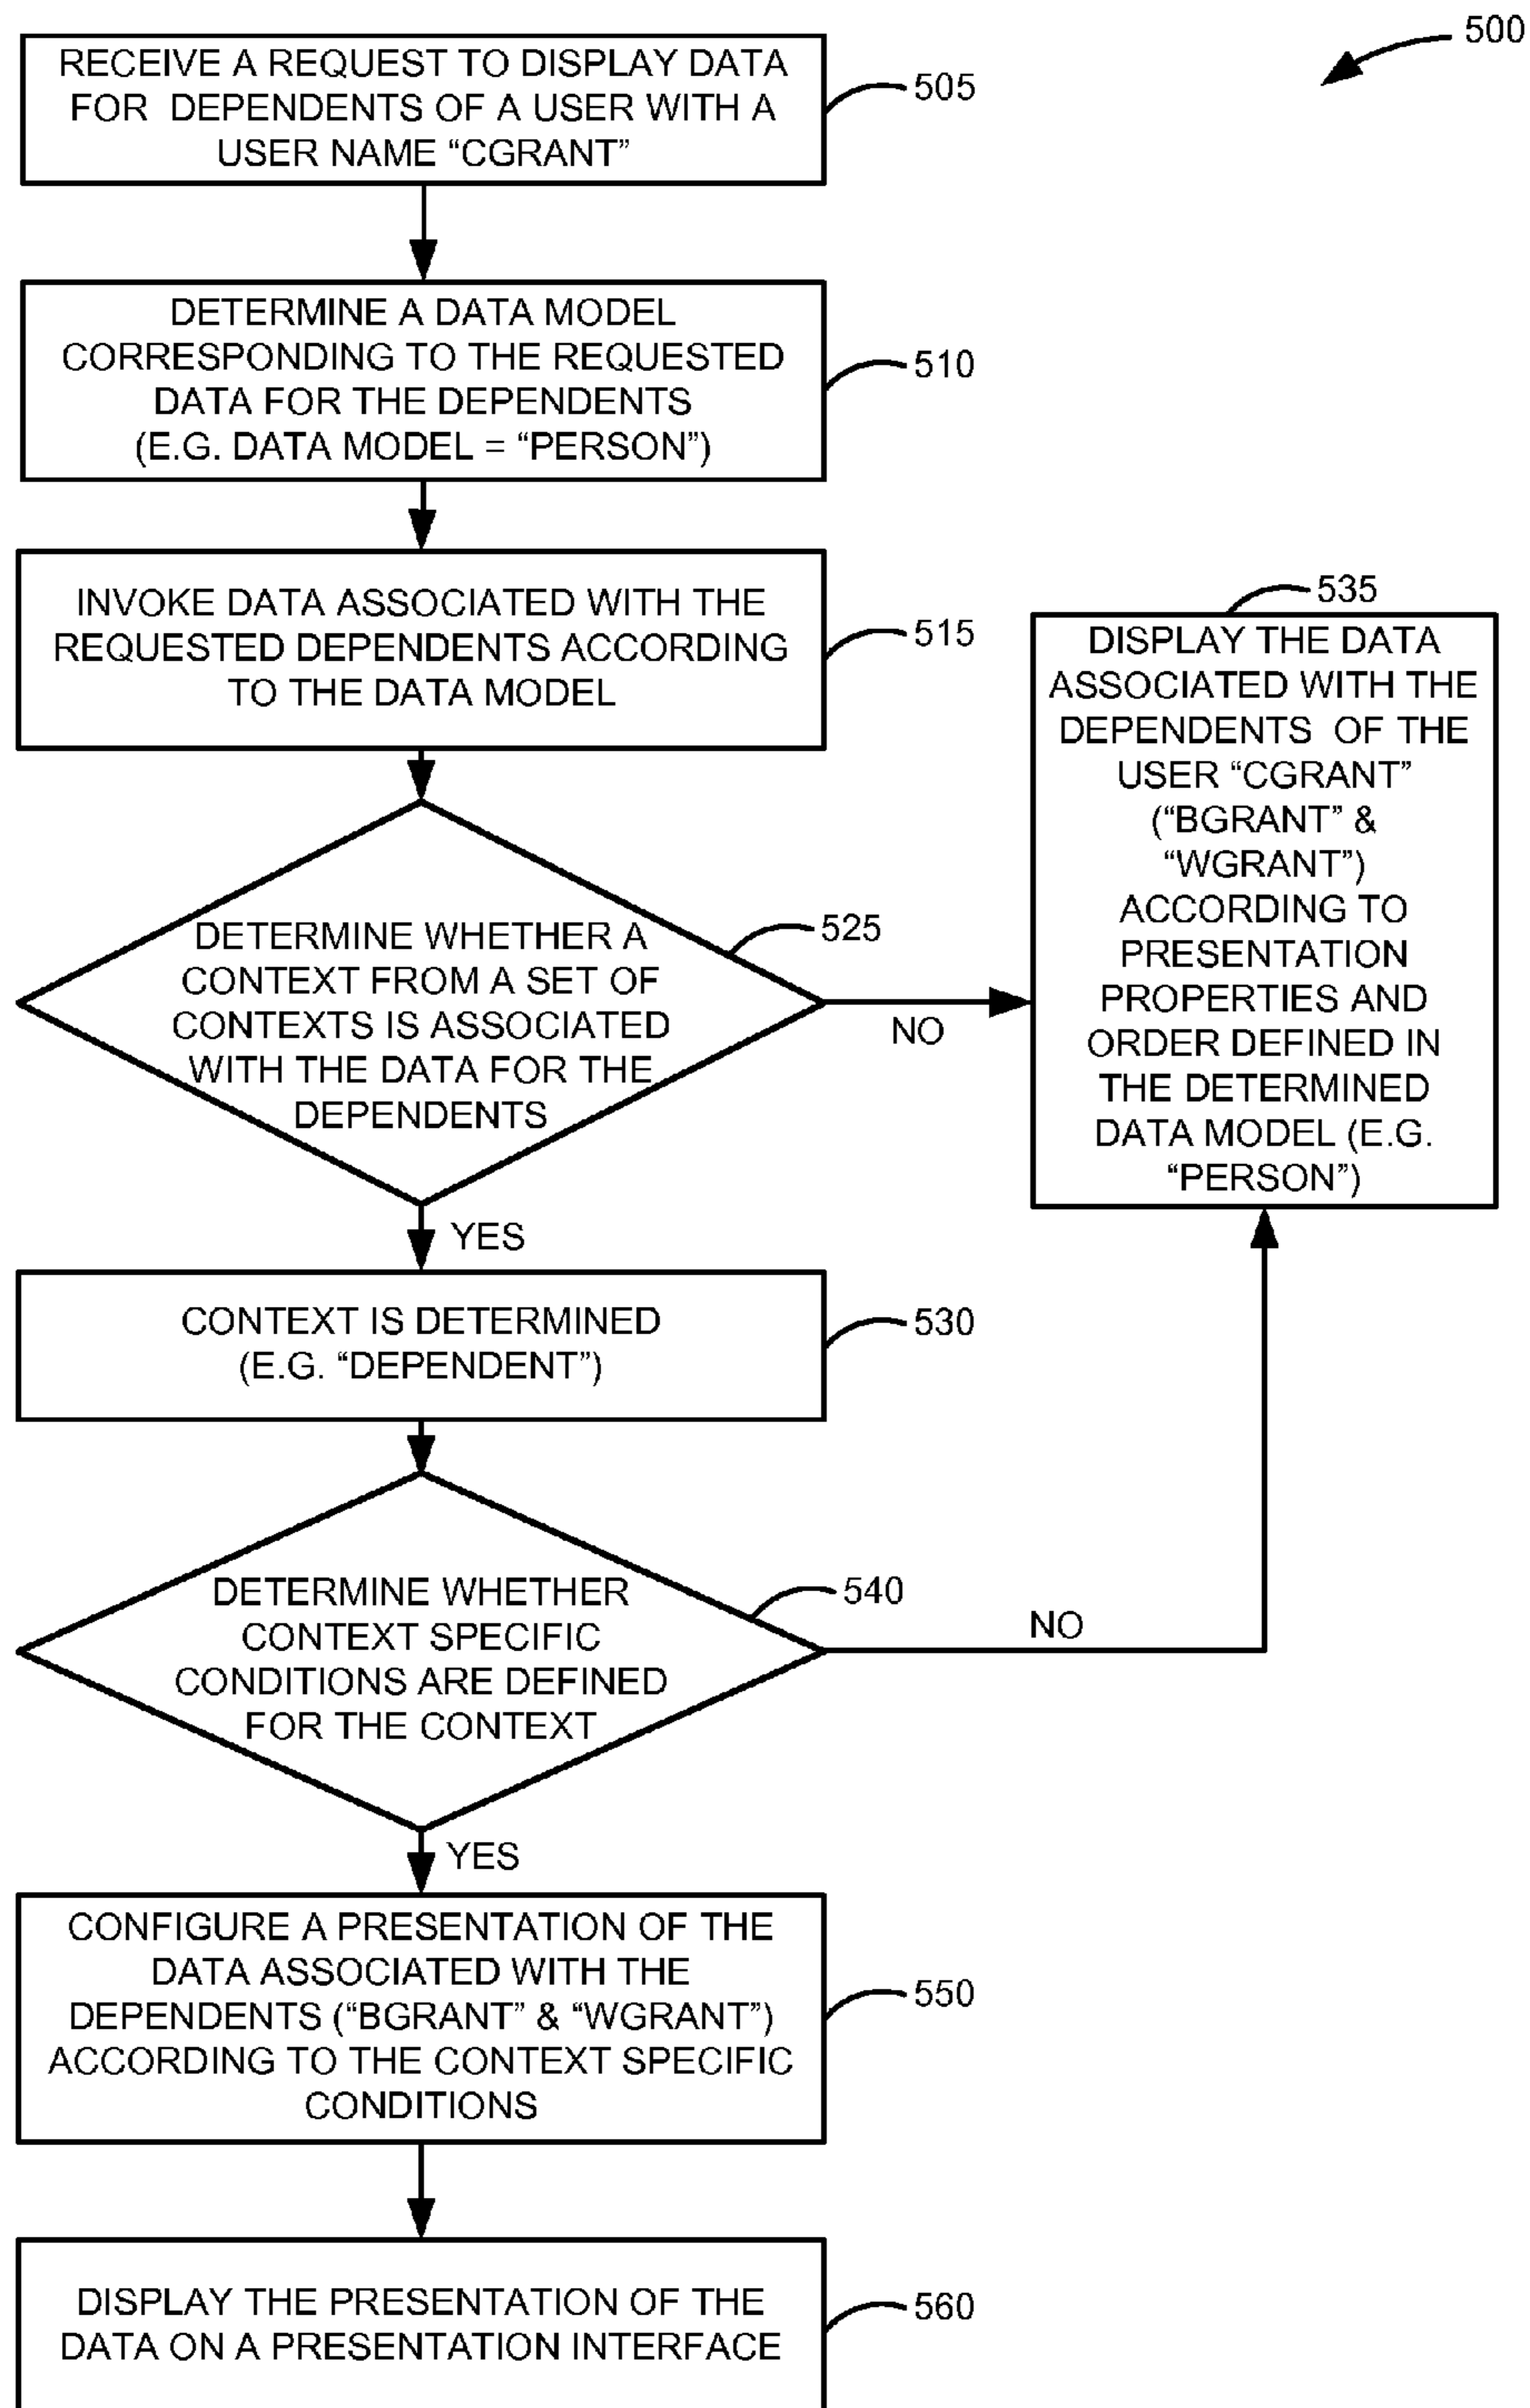 500
RECEIVE A REQUEST TO DISPLAY DATA
FOR DEPENDENTS OF A USER WITH A
USER NAME “CGRANT”
505
DETERMINE A DATA MODEL
CORRESPONDING TO THE REQUESTED
DATA FOR THE DEPENDENTS
(E.G. DATA MODEL = “PERSON”)
510
INVOKE DATA ASSOCIATED WITH THE
REQUESTED DEPENDENTS ACCORDING
TO THE DATA MODEL
515
DETERMINE WHETHER A
CONTEXT FROM A SET OF
CONTEXTS IS ASSOCIATED
WITH THE DATA FOR THE
DEPENDENTS
525
NO
535
DISPLAY THE DATA
ASSOCIATED WITH THE
DEPENDENTS OF THE
USER “CGRANT”
(“BGRANT” &
“WGRANT”)
ACCORDING TO
PRESENTATION
PROPERTIES AND
ORDER DEFINED IN
THE DETERMINED
DATA MODEL (E.G.
“PERSON”)
YES
CONTEXT IS DETERMINED
(E.G. “DEPENDENT”)
530
DETERMINE WHETHER
CONTEXT SPECIFIC
CONDITIONS ARE DEFINED
FOR THE CONTEXT
540
NO
YES
CONFIGURE A PRESENTATION OF THE
DATA ASSOCIATED WITH THE
DEPENDENTS (“BGRANT” & “WGRANT”)
ACCORDING TO THE CONTEXT SPECIFIC
CONDITIONS
550
DISPLAY THE PRESENTATION OF THE
DATA ON A PRESENTATION INTERFACE
560